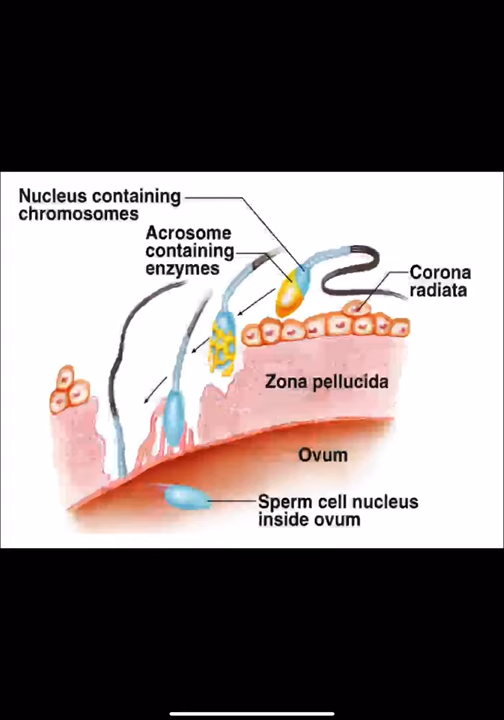 Nucleus containing
chromosomes
Acrosome
containing
enzymes
Corona
radiata
Zona pellucida
Ovum
Sperm cell nucleus
inside ovum